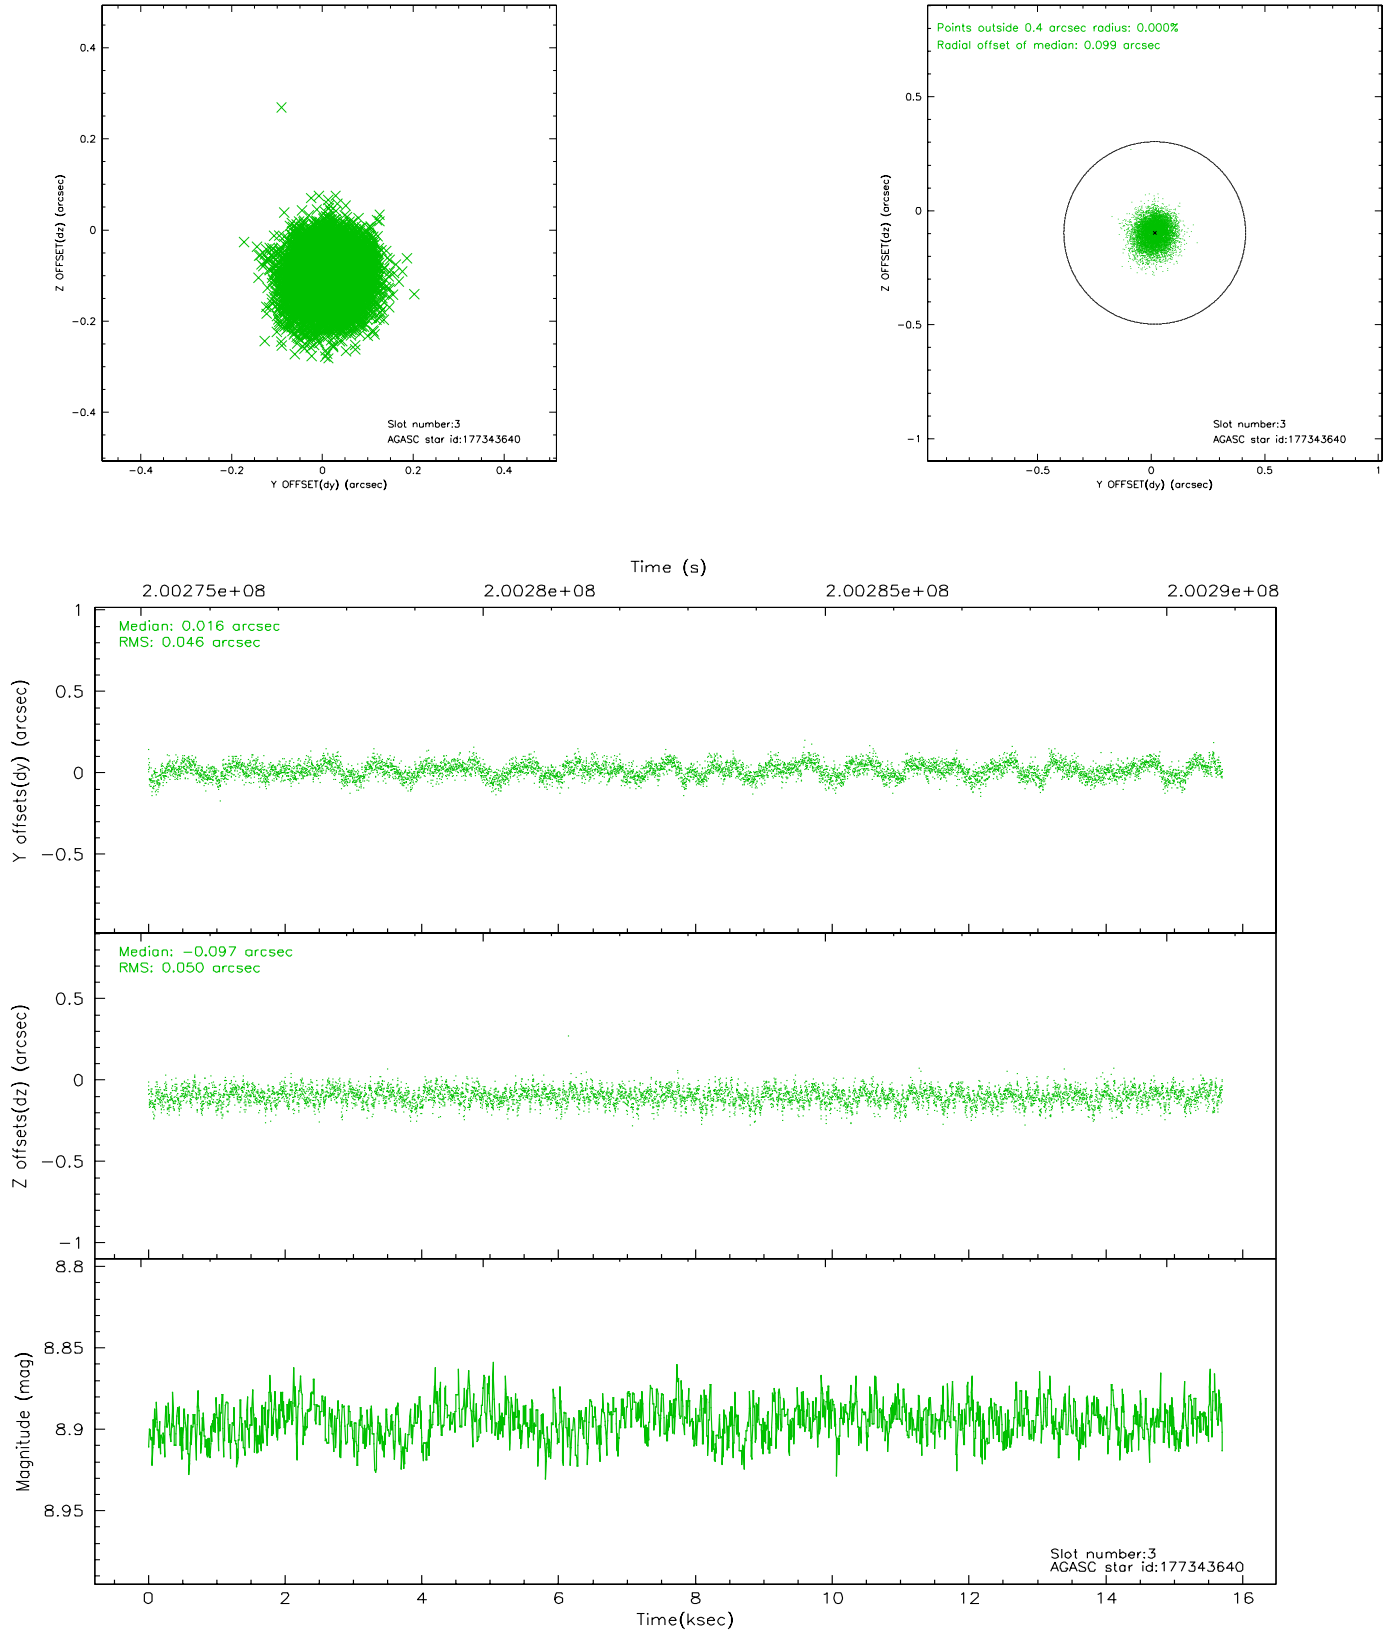 0.4
0.2
0
−0.2
−0.4
Z OFFSET(dz) (arcsec)
Slot number:3
AGASC star id:177343640
−0.4 −0.2 0 0.2 0.4
Y OFFSET(dy) (arcsec)
Points outside 0.4 arcsec radius: 0.000%
Radial offset of median: 0.099 arcsec
0.5
0
−0.5
−1
Z OFFSET(dz) (arcsec)
Slot number:3
AGASC star id:177343640
−0.5 0 0.5 1
Y OFFSET(dy) (arcsec)
Time (s)
2.00275e+08 2.0028e+08 2.00285e+08 2.0029e+08
Median: 0.016 arcsec
RMS: 0.046 arcsec
1
0.5
0
−0.5
Y offsets(dy) (arcsec)
Median: −0.097 arcsec
RMS: 0.050 arcsec
0.5
0
−0.5
−1
Z offsets(dz) (arcsec)
8.8
8.85
8.9
8.95
Magnitude (mag)
Slot number:3
AGASC star id:177343640
0 2 4 6 8 10 12 14 16
Time(ksec)